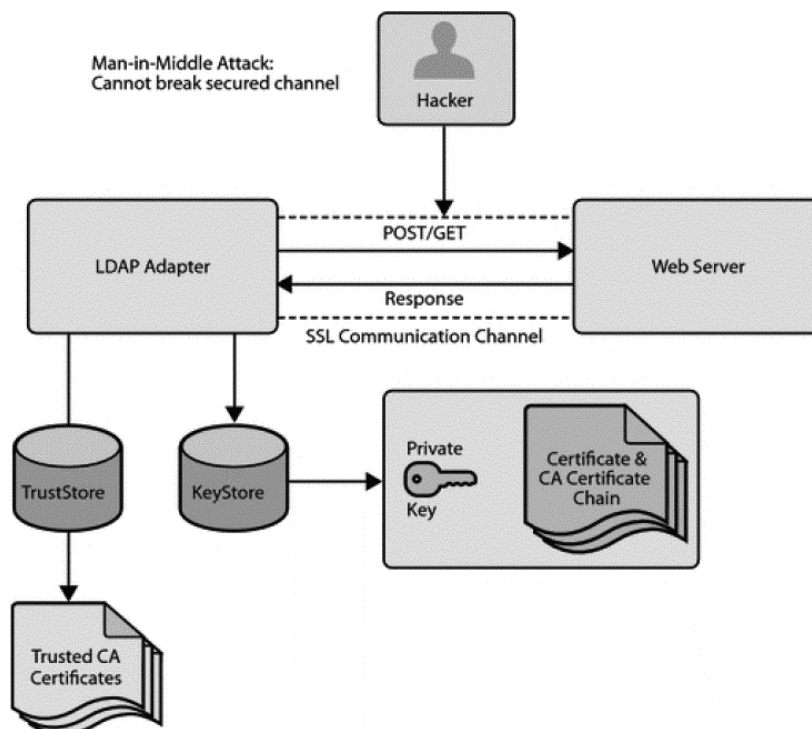 Man-in-Middle Attack:
Cannot break secured channel
Hacker
LDAP Adapter
POST/GET
Response
SSL Communication Channel
Web Server
TrustStore
KeyStore
Private
Key
Certificate &
CA Certificate
Chain
Trusted CA
Certificates